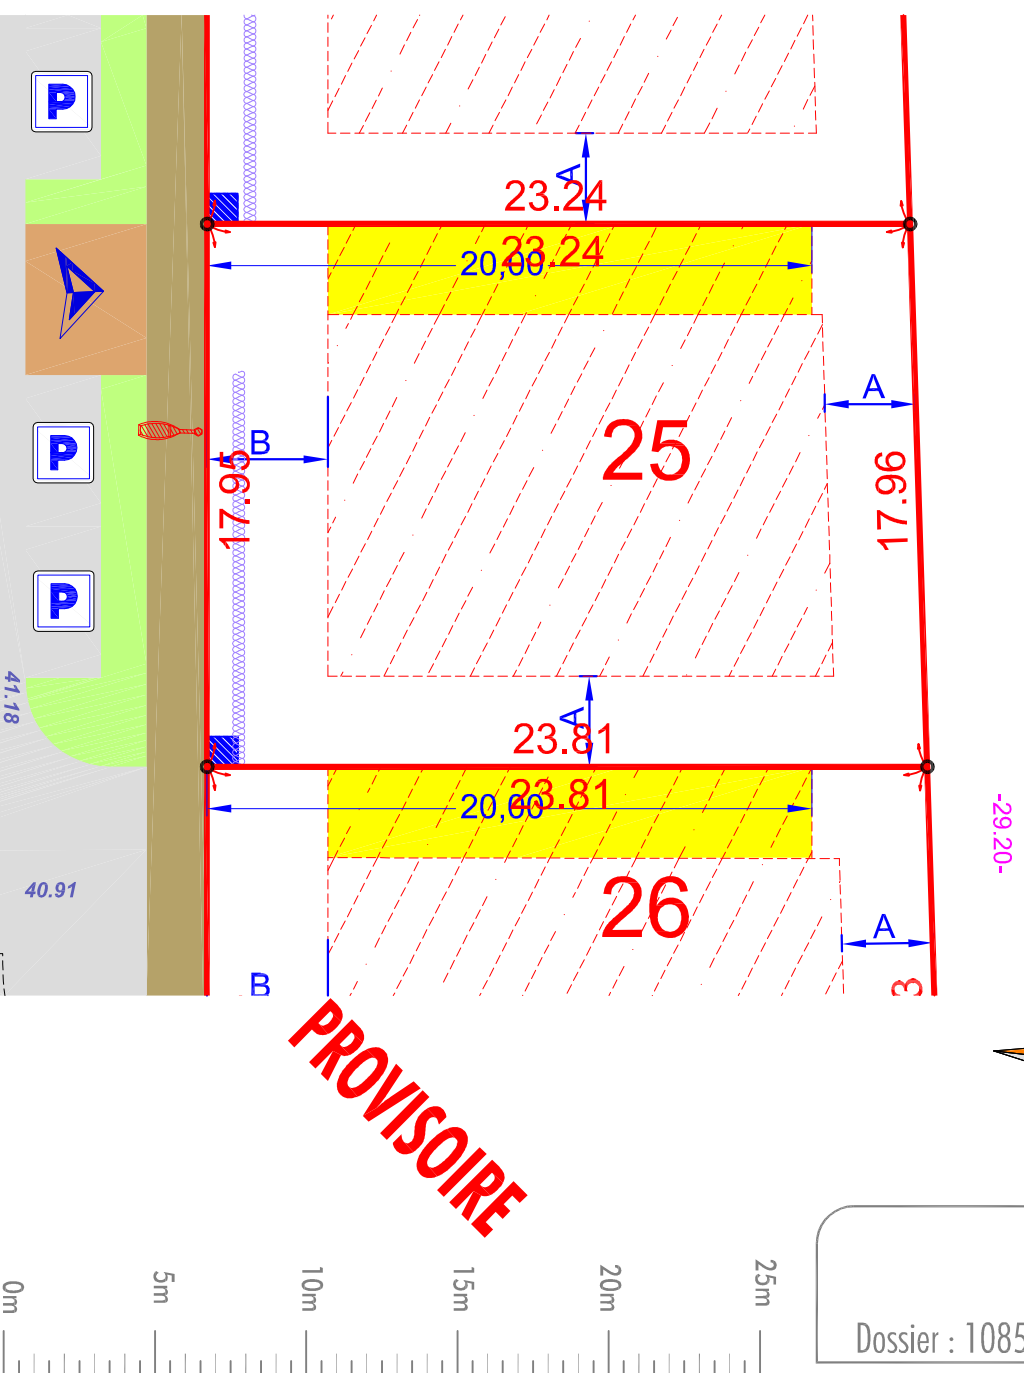 P
A
23.24
23.24
20,00
A
25
P
B
17.95
17.96
P
41.18
A
23.81
23.81
20,00
-29.20-
40.91
26
A
B
3
PROVISOIRE
0m
5m
10m
15m
20m
25m
Dossier : 1085